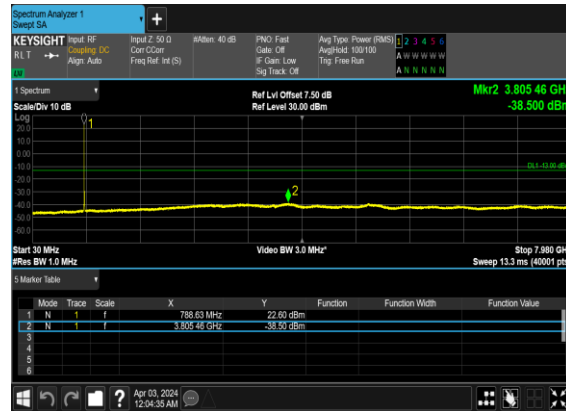 Spectrum Analyzer 1
Swept SA
+
KEYSIGHT Input: RF Input Z: 50 Ω #Atten: 40 dB PNO: Fast Avg Type: Power (RMS) 1 2 3 4 5 6
RLT Coupling: DC Corr CCorr Gate: Off Avg|Hold: 100/100 A W W W W W
Align: Auto Freq Ref: Int (S) IF Gain: Low Trig: Free Run
Sig Track: Off A N N N N N
1 Spectrum
Ref Lvl Offset 7.50 dB Mkr2 3.805 46 GH
Scale/Div 10 dB Ref Level 30.00 dBm -38.500 dBm
Log
1
20.0
10.0
0.00
-10.0 DL1 -13.00 dB
-20.0
-30.0 2
-40.0
-50.0
-60.0
Start 30 MHz Video BW 3.0 MHz* Stop 7.980 GH
#Res BW 1.0 MHz Sweep 13.3 ms (40001 pts
5 Marker Table
Mode Trace Scale X Y Function Function Width Function Value
1 N 1 f 788.63 MHz 22.60 dBm
2 N 1 f 3.805 46 GHz -38.50 dBm
3
4
5
6
? Apr 03, 2024
12:04:35 AM